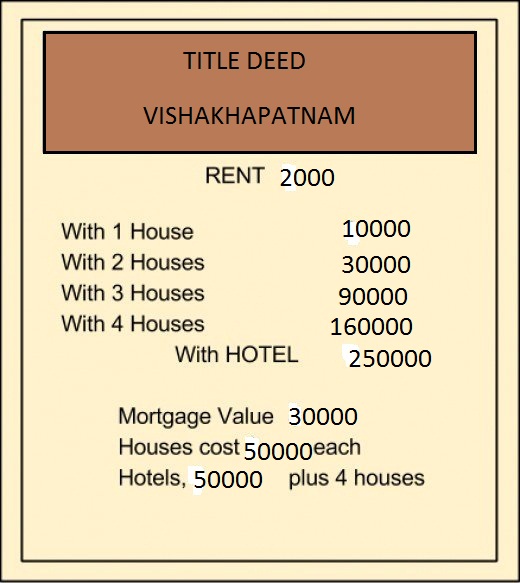 TITLE DEED
VISHAKHAPATNAM
RENT 2000
With 1 House 10000
With 2 Houses 30000
With 3 Houses 90000
With 4 Houses 160000
With HOTEL 250000
Mortgage Value 30000
Houses cost 50000each
Hotels, 50000 plus 4 houses